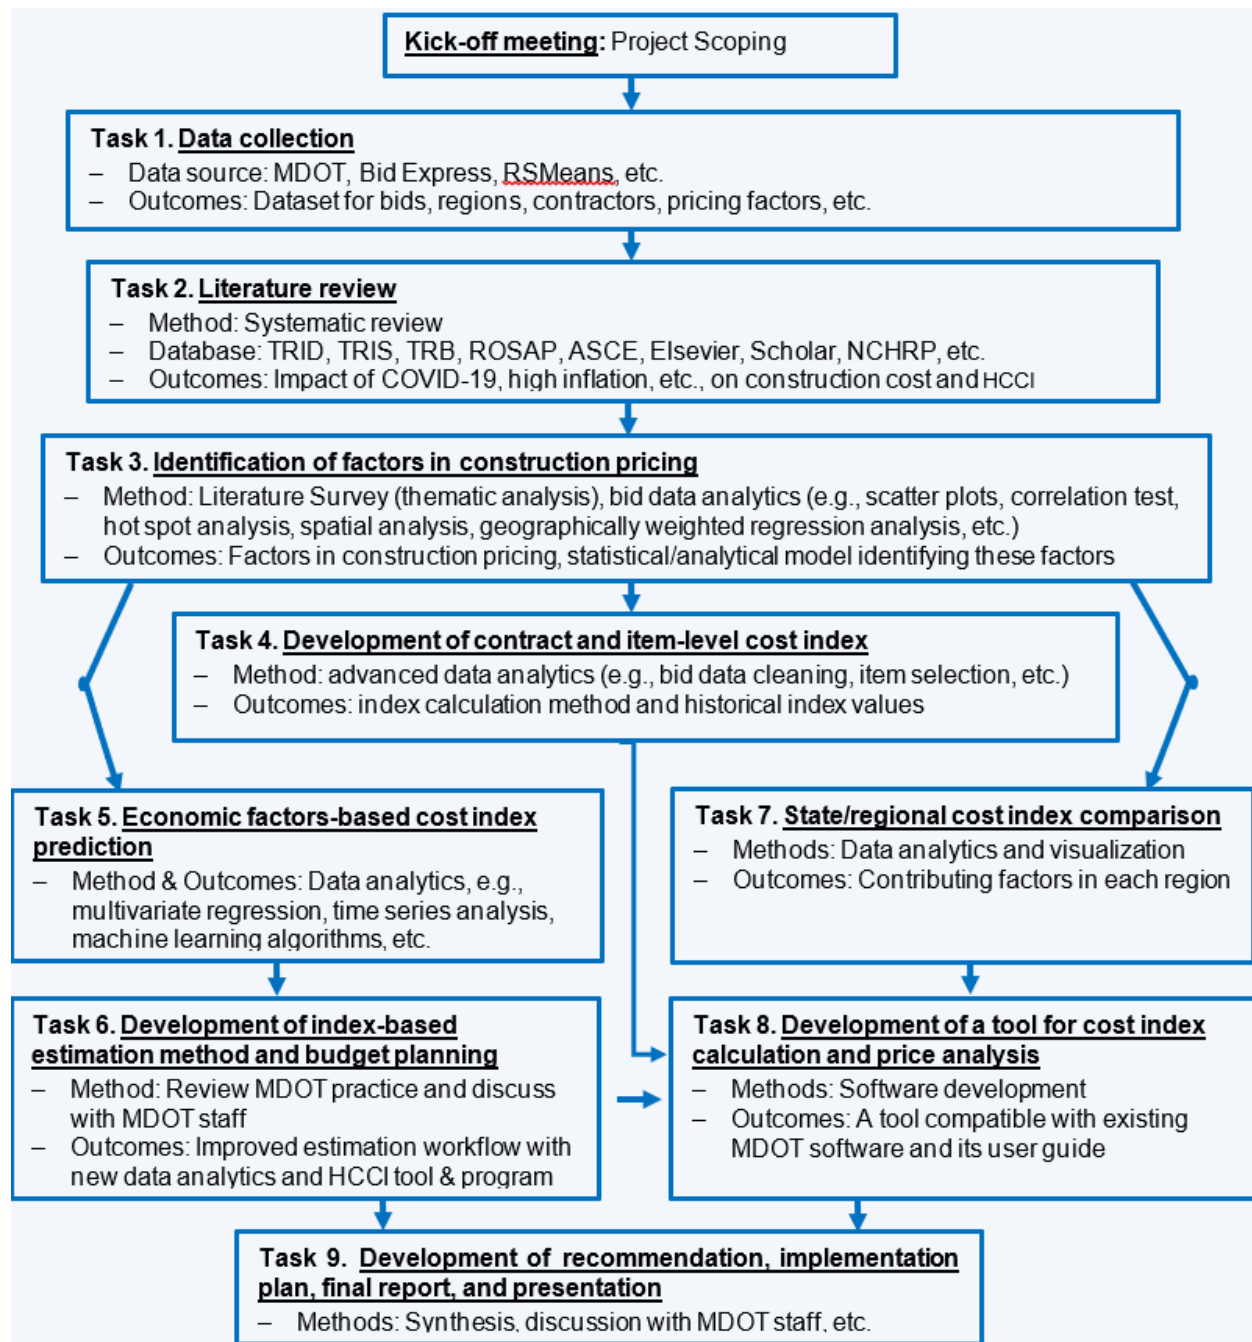 Kick-off meeting: Project Scoping
Task 1. Data collection
– Data source: MDOT, Bid Express, RSMeans, etc.
– Outcomes: Dataset for bids, regions, contractors, pricing factors, etc.
Task 2. Literature review
– Method: Systematic review
– Database: TRID, TRIS, TRB, ROSAP, ASCE, Elsevier, Scholar, NCHRP, etc.
– Outcomes: Impact of COVID-19, high inflation, etc., on construction cost and HCCI
Task 3. Identification of factors in construction pricing
– Method: Literature Survey (thematic analysis), bid data analytics (e.g., scatter plots, correlation test,
hot spot analysis, spatial analysis, geographically weighted regression analysis, etc.)
– Outcomes: Factors in construction pricing, statistical/analytical model identifying these factors
Task 4. Development of contract and item-level cost index
– Method: advanced data analytics (e.g., bid data cleaning, item selection, etc.)
– Outcomes: index calculation method and historical index values
Task 5. Economic factors-based cost index
prediction
– Method & Outcomes: Data analytics, e.g.,
multivariate regression, time series analysis,
machine learning algorithms, etc.
Task 7. State/regional cost index comparison
– Methods: Data analytics and visualization
– Outcomes: Contributing factors in each region
Task 6. Development of index-based
estimation method and budget planning
– Method: Review MDOT practice and discuss
with MDOT staff
– Outcomes: Improved estimation workflow with
new data analytics and HCCI tool & program
Task 8. Development of a tool for cost index
calculation and price analysis
– Methods: Software development
– Outcomes: A tool compatible with existing
MDOT software and its user guide
Task 9. Development of recommendation, implementation
plan, final report, and presentation
– Methods: Synthesis, discussion with MDOT staff, etc.